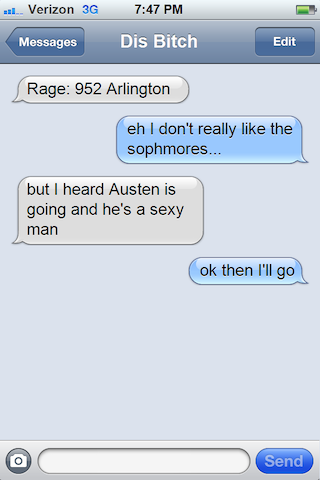 Verizon 3G 7:47 PM
Messages Dis Bitch Edit
Rage: 952 Arlington
eh I don't really like the
sophmores...
but I heard Austen is
going and he's a sexy
man
ok then I'll go
Send